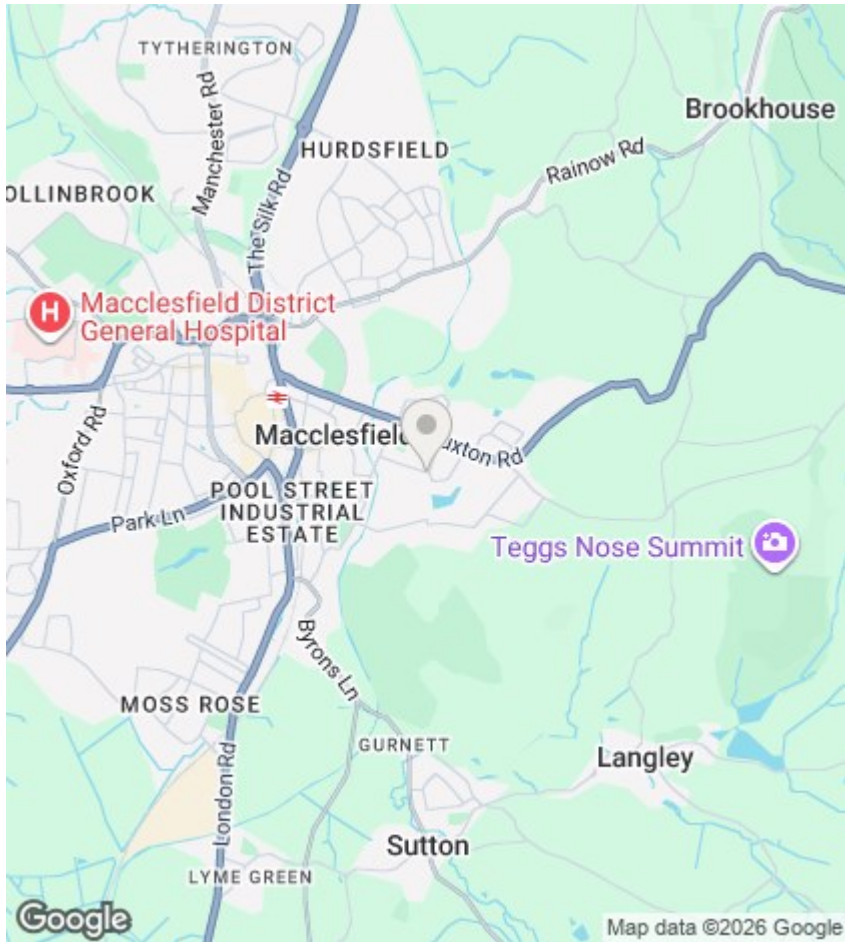 TYTHERINGTON
Manchester Rd
The Silk Rd
HURDSFIELD
Brookhouse
Rainow Rd
OLLINBROOK
H
Macclesfield District
General Hospital
Oxford Rd
Macclesfield
uxton Rd
POOL STREET
INDUSTRIAL
ESTATE
Park Ln
Teggs Nose Summit
Byrons Ln
MOSS ROSE
GURNETT
Langley
London Rd
Sutton
LYME GREEN
Google
Map data ©2026 Google